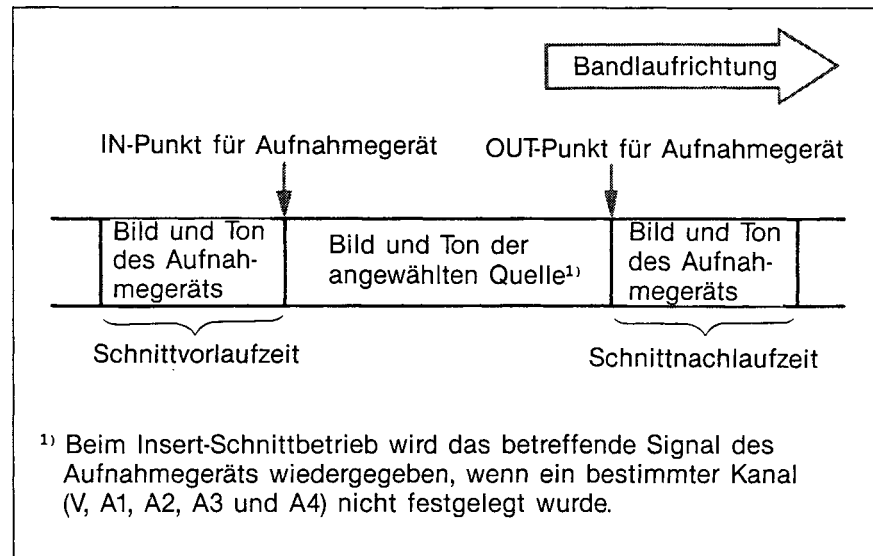 Bandlaufrichtung
IN-Punkt für Aufnahmegerät
OUT-Punkt für Aufnahmegerät
Bild und Ton
des Aufnah-
megeräts
Bild und Ton der
angewählten Quelle¹⁾
Bild und Ton
des Aufnah-
megeräts
Schnittvorlaufzeit
Schnittnachlaufzeit
¹⁾ Beim Insert-Schnittbetrieb wird das betreffende Signal des
Aufnahmegeräts wiedergegeben, wenn ein bestimmter Kanal
(V, A1, A2, A3 und A4) nicht festgelegt wurde.